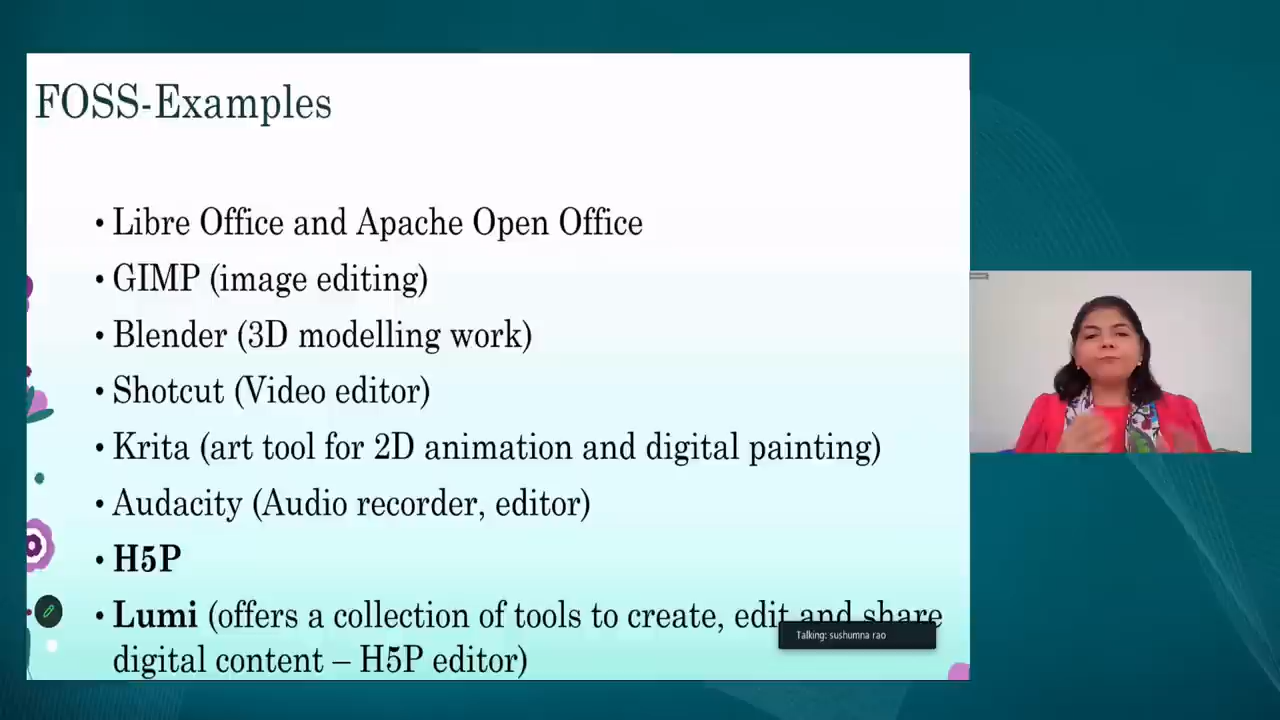 FOSS-Examples
• Libre Office and Apache Open Office
• GIMP (image editing)
• Blender (3D modelling work)
• Shotcut (Video editor)
• Krita (art tool for 2D animation and digital painting)
• Audacity (Audio recorder, editor)
• H5P
• Lumi (offers a collection of tools to create, edit and share
digital content – H5P editor)
Talking: sushumna rao